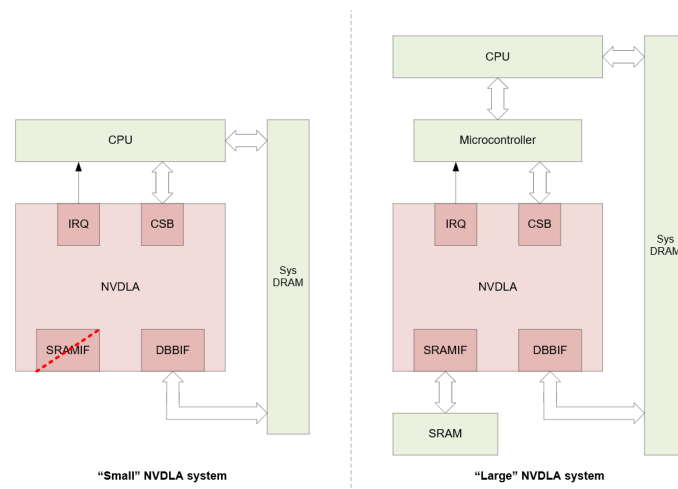 CPU
IRQ
CSB
NVDLA
SRAMIF
DBBIF
Sys
DRAM
“Small” NVDLA system
CPU
Microcontroller
IRQ
CSB
NVDLA
SRAMIF
DBBIF
SRAM
Sys
DRAM
“Large” NVDLA system